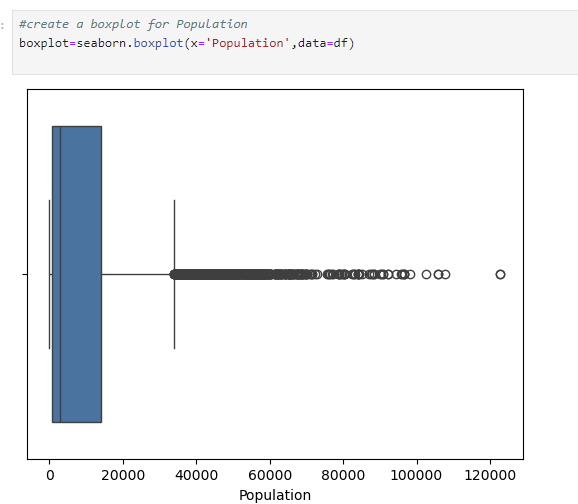 :
#create a boxplot for Population
boxplot=seaborn.boxplot(x='Population',data=df)
0 20000 40000 60000 80000 100000 120000
Population